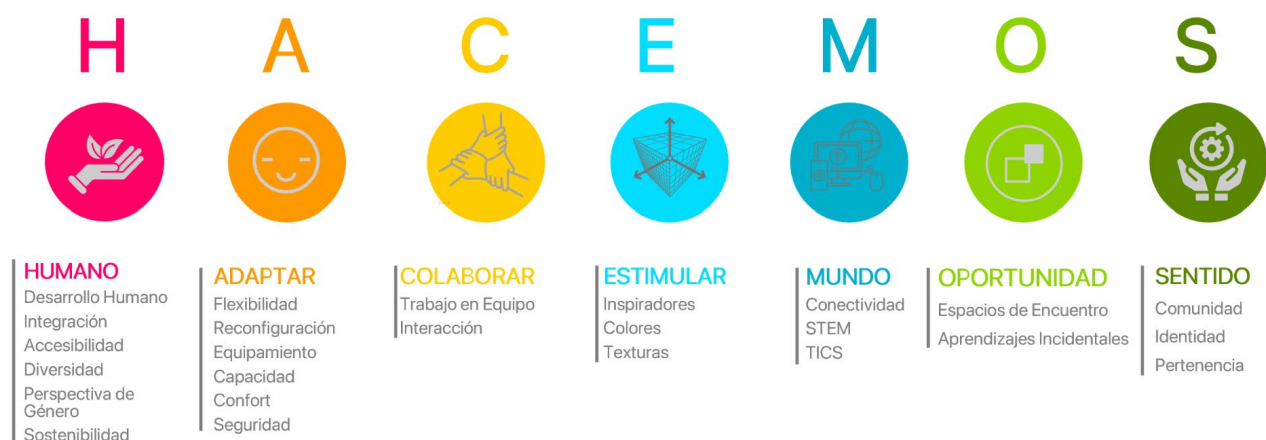 H A C E M O S
HUMANO
Desarrollo Humano
Integración
Accesibilidad
Diversidad
Perspectiva de
Género
Sostenibilidad
ADAPTAR
Flexibilidad
Reconfiguración
Equipamiento
Capacidad
Confort
Seguridad
COLABORAR
Trabajo en Equipo
Interacción
ESTIMULAR
Inspiradores
Colores
Texturas
MUNDO
Conectividad
STEM
TICS
OPORTUNIDAD
Espacios de Encuentro
Aprendizajes Incidentales
SENTIDO
Comunidad
Identidad
Pertenencia